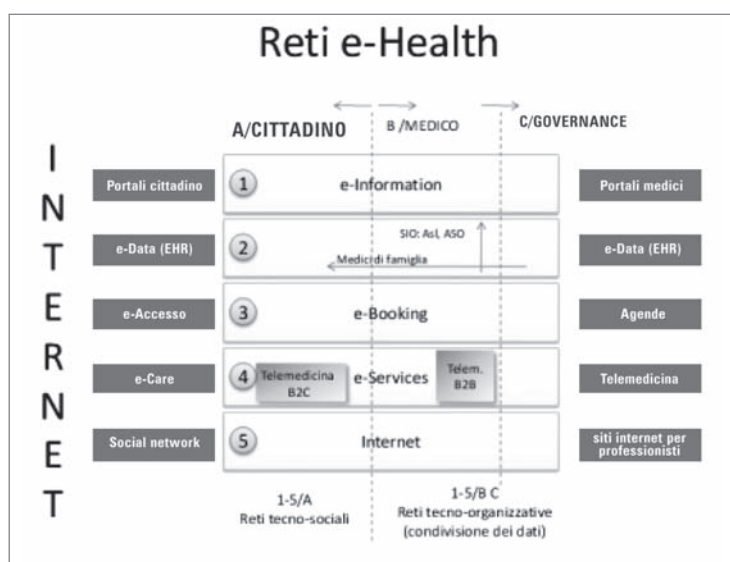 Reti e-Health
A/CITTADINO
B /MEDICO
C/GOVERNANCE
INTERNET
Portali cittadino
1
e-Information
Portali medici
e-Data (EHR)
2
SIO: Asl, ASO
Medici di famiglia
e-Data (EHR)
e-Accesso
3
e-Booking
Agende
e-Care
4
Telemedicina
B2C
e-Services
Telem.
B2B
Telemedicina
Social network
5
Internet
siti internet per
professionisti
1-5/A
Reti tecno-sociali
1-5/B C
Reti tecno-organizzative
(condivisione dei dati)